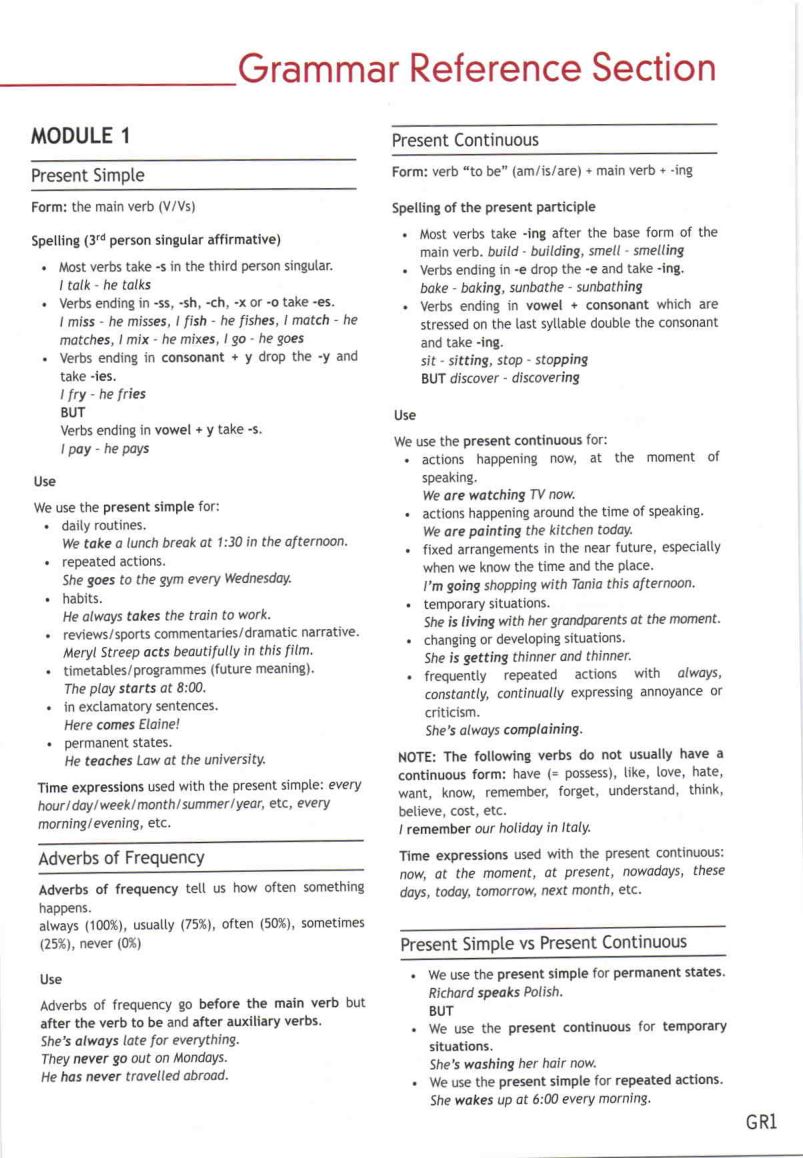 Grammar Reference Section
MODULE 1
Present Simple
Form: the main verb (V/Vs)
Spelling (3rd person singular affirmative)
• Most verbs take -s in the third person singular.
I talk - he talks
• Verbs ending in -ss, -sh, -ch, -x or -o take -es.
I miss - he misses, I fish - he fishes, I match - he
matches, I mix - he mixes, I go - he goes
• Verbs ending in consonant + y drop the -y and
take -ies.
I fry - he fries
BUT
Verbs ending in vowel + y take -s.
I pay - he pays
Use
We use the present simple for:
• daily routines.
We take a lunch break at 1:30 in the afternoon.
• repeated actions.
She goes to the gym every Wednesday.
• habits.
He always takes the train to work.
• reviews/sports commentaries/dramatic narrative.
Meryl Streep acts beautifully in this film.
• timetables/programmes (future meaning).
The play starts at 8:00.
• in exclamatory sentences.
Here comes Elaine!
• permanent states.
He teaches Law at the university.
Time expressions used with the present simple: every
hour/day/week/month/summer/year, etc, every
morning/evening, etc.
Adverbs of Frequency
Adverbs of frequency tell us how often something
happens.
always (100%), usually (75%), often (50%), sometimes
(25%), never (0%)
Use
Adverbs of frequency go before the main verb but
after the verb to be and after auxiliary verbs.
She's always late for everything.
They never go out on Mondays.
He has never travelled abroad.
Present Continuous
Form: verb "to be" (am/is/are) + main verb + -ing
Spelling of the present participle
• Most verbs take -ing after the base form of the
main verb. build - building, smell - smelling
• Verbs ending in -e drop the -e and take -ing.
bake - baking, sunbathe - sunbathing
• Verbs ending in vowel + consonant which are
stressed on the last syllable double the consonant
and take -ing.
sit - sitting, stop - stopping
BUT discover - discovering
Use
We use the present continuous for:
• actions happening now, at the moment of
speaking.
We are watching TV now.
• actions happening around the time of speaking.
We are painting the kitchen today.
• fixed arrangements in the near future, especially
when we know the time and the place.
I'm going shopping with Tania this afternoon.
• temporary situations.
She is living with her grandparents at the moment.
• changing or developing situations.
She is getting thinner and thinner.
• frequently repeated actions with always,
constantly, continually expressing annoyance or
criticism.
She's always complaining.
NOTE: The following verbs do not usually have a
continuous form: have (= possess), like, love, hate,
want, know, remember, forget, understand, think,
believe, cost, etc.
I remember our holiday in Italy.
Time expressions used with the present continuous:
now, at the moment, at present, nowadays, these
days, today, tomorrow, next month, etc.
Present Simple vs Present Continuous
• We use the present simple for permanent states.
Richard speaks Polish.
BUT
• We use the present continuous for temporary
situations.
She's washing her hair now.
• We use the present simple for repeated actions.
She wakes up at 6:00 every morning.
GR1